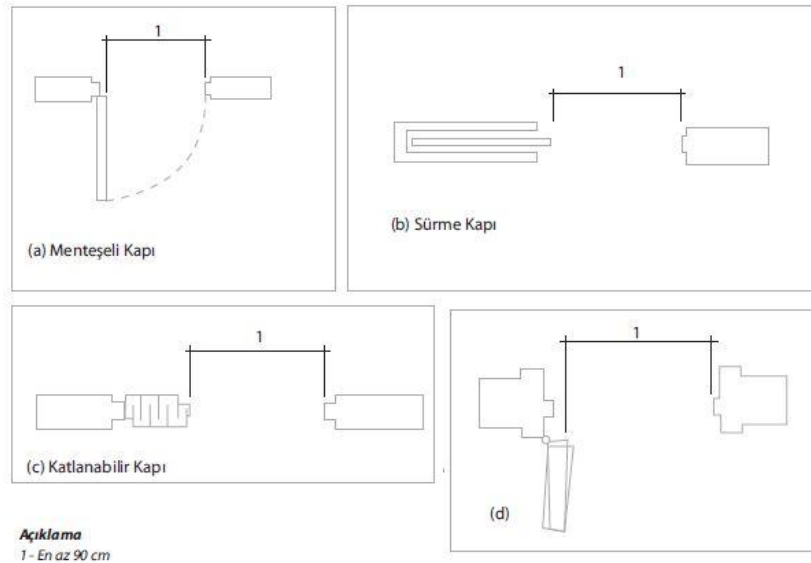 1
(a) Menteşeli Kapı
1
(b) Sürme Kapı
1
(c) Katlanabilir Kapı
1
(d)
Açıklama
1- En az 90 cm